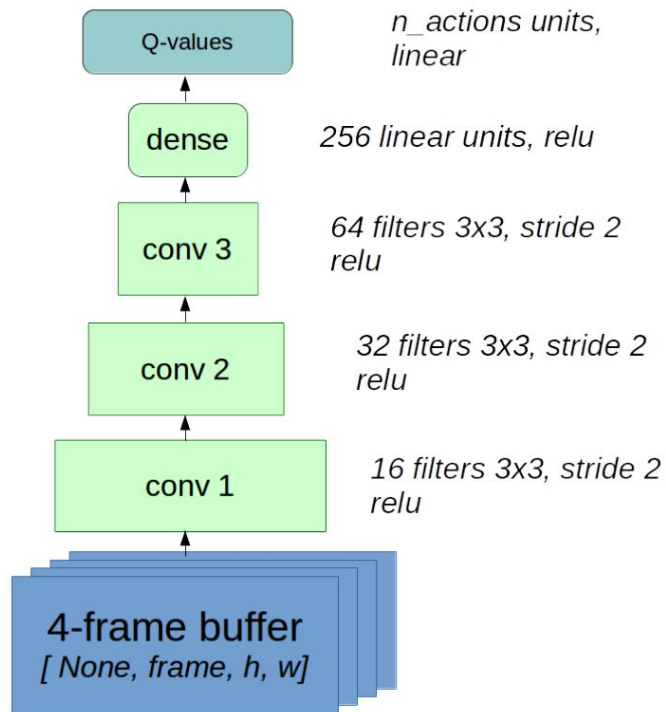 Q-values
n_actions units,
linear
dense
256 linear units, relu
conv 3
64 filters 3x3, stride 2
relu
conv 2
32 filters 3x3, stride 2
relu
conv 1
16 filters 3x3, stride 2
relu
4-frame buffer
[ None, frame, h, w]